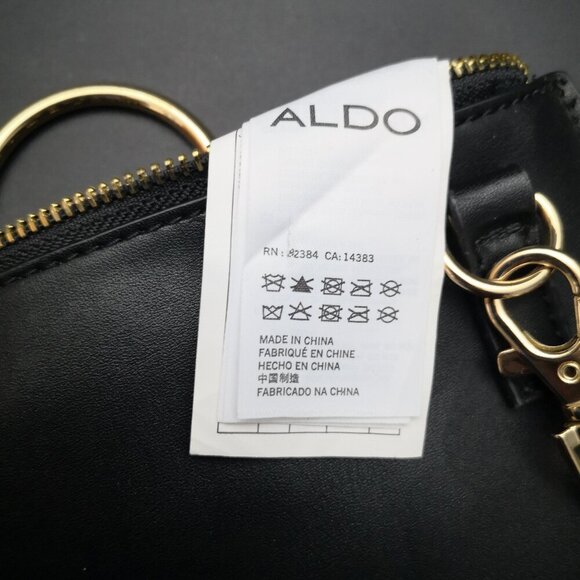 ALDO
RN: 82384 CA: 14383
MADE IN CHINA
FABRIQUÉ EN CHINE
HECHO EN CHINA
中国制造
FABRICADO NA CHINA